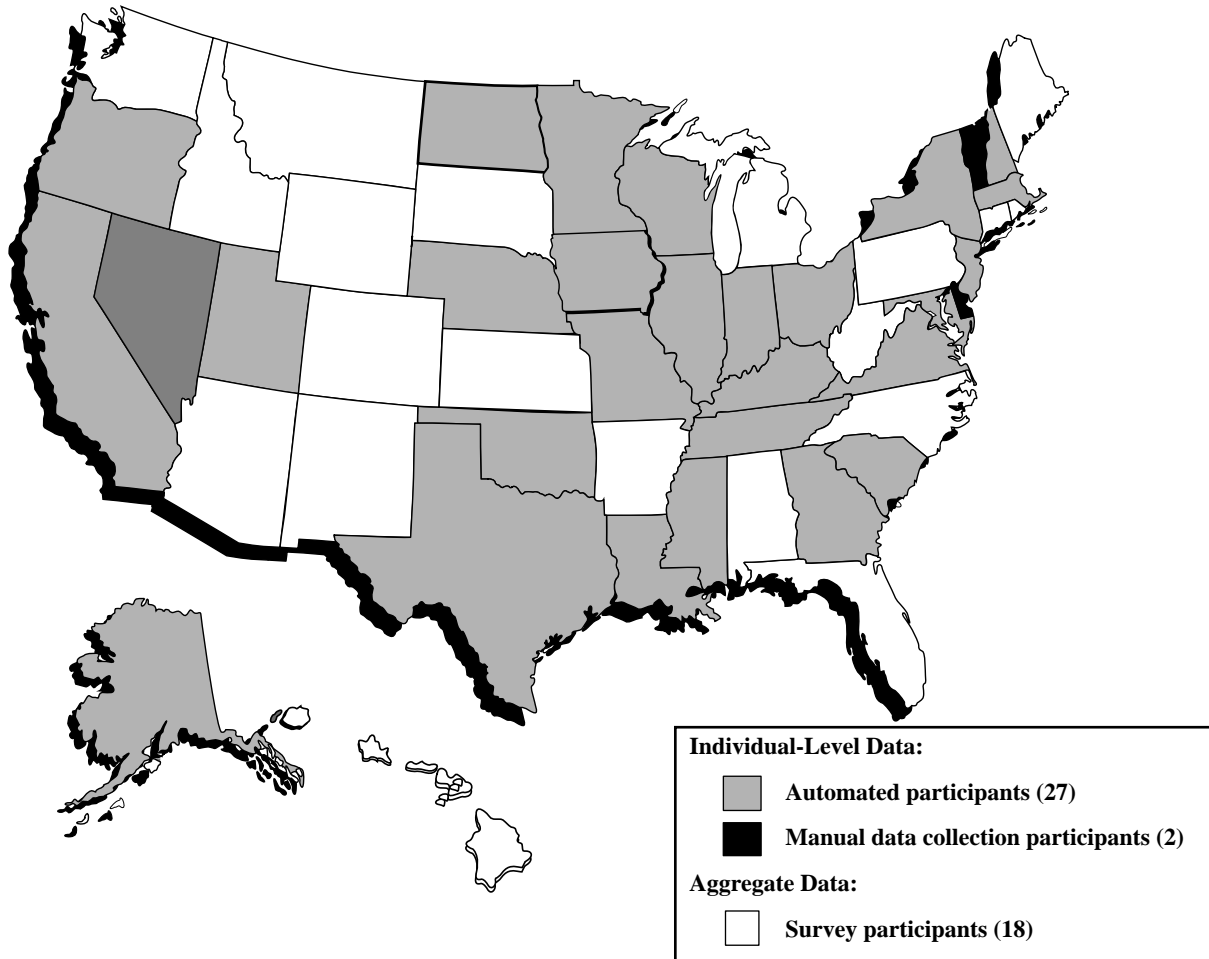 Individual-Level Data:
Automated participants (27)
Manual data collection participants (2)
Aggregate Data:
Survey participants (18)